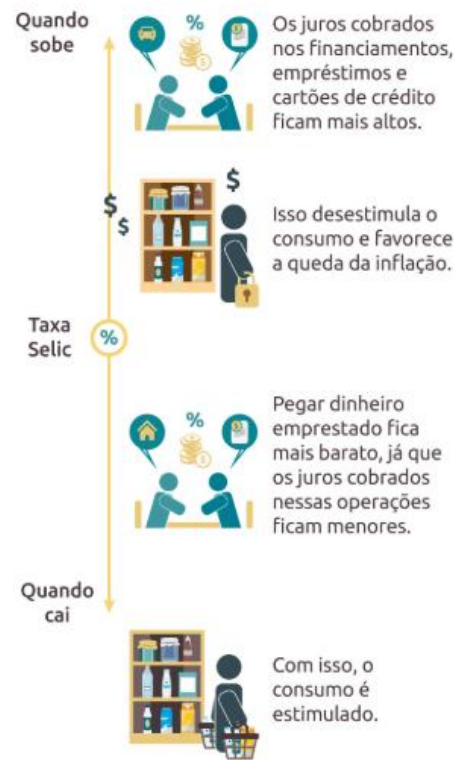 Quando
sobe
%
Os juros cobrados
nos financiamentos,
empréstimos e
cartões de crédito
ficam mais altos.
$
$
$
Isso desestimula o
consumo e favorece
a queda da inflação.
Taxa
Selic
%
%
Pegar dinheiro
emprestado fica
mais barato, já que
os juros cobrados
nessas operações
ficam menores.
Quando
cai
Com isso, o
consumo é
estimulado.